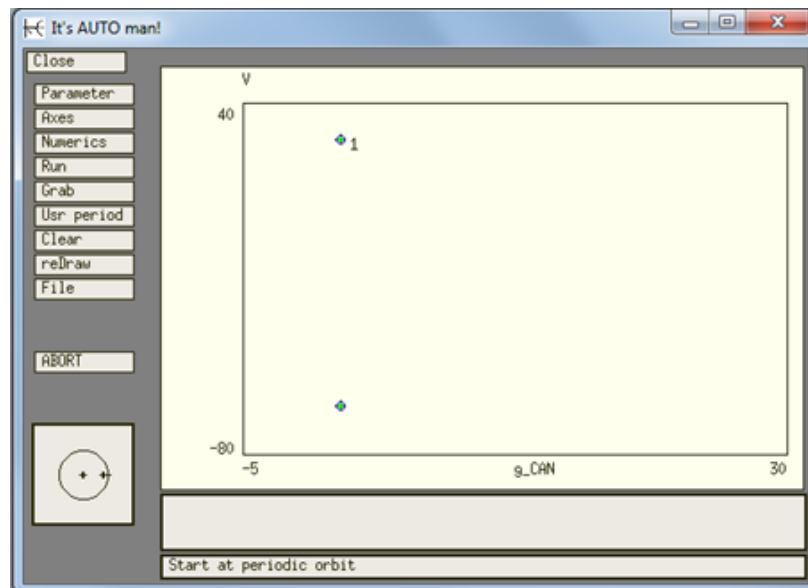 It's AUTO man!
Close
Parameter
Axes
Numerics
Run
Grab
Usr period
Clear
reDraw
File
ABORT
V
40
1
-80
-5
g_CAN
30
Start at periodic orbit